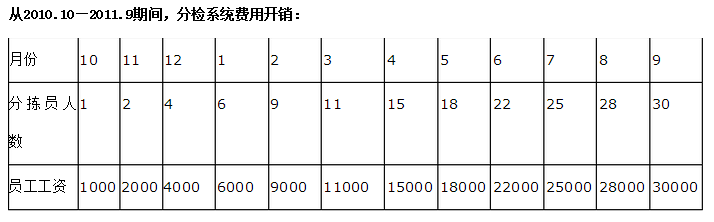 从2010.10－2011.9期间，分检系统费用开销：
月份 10 11 12 1 2 3 4 5 6 7 8 9
分拣员人数 1 2 4 6 9 11 15 18 22 25 28 30
员工工资 1000 2000 4000 6000 9000 11000 15000 18000 22000 25000 28000 30000